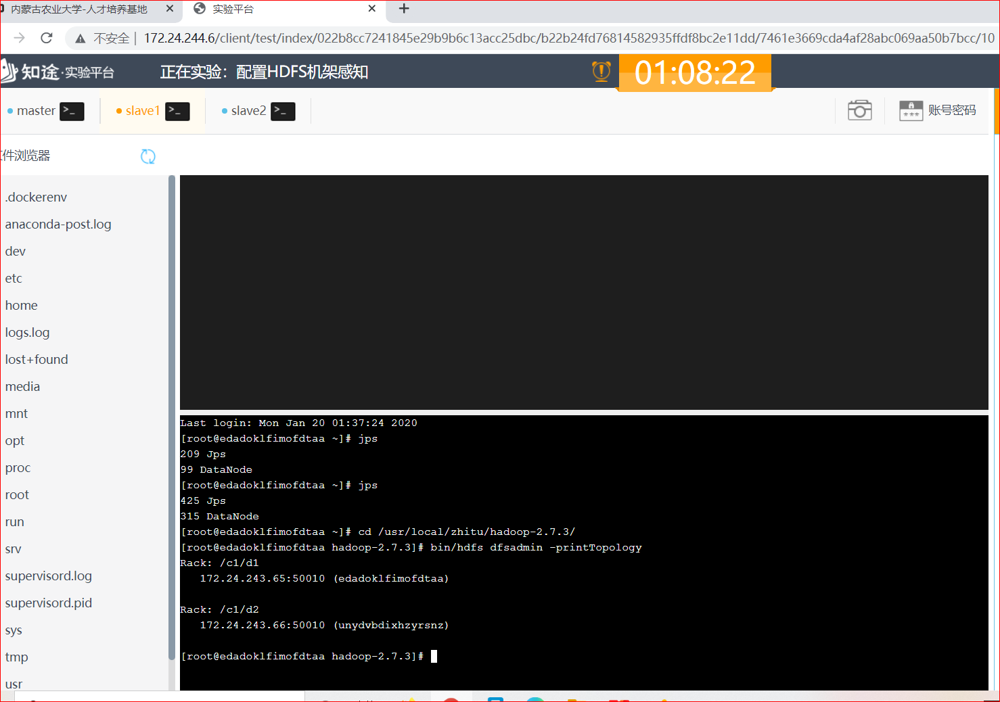 内蒙古农业大学-人才培养基地
实验平台
不安全 | 172.24.244.6/client/test/index/022b8cc7241845e29b9b6c13acc25dbc/b22b24fd76814582935ffdf8bc2e11dd/7461e3669cda4af28abc069aa50b7bcc/10
知途·实验平台
正在实验：配置HDFS机架感知
01:08:22
master >_
slave1 >_
slave2 >_
账号密码
件浏览器
.dockerenv
anaconda-post.log
dev
etc
home
logs.log
lost+found
media
mnt
opt
proc
root
run
srv
supervisord.log
supervisord.pid
sys
tmp
usr
Last login: Mon Jan 20 01:37:24 2020
[root@edadoklfimofdtaa ~]# jps
209 Jps
99 DataNode
[root@edadoklfimofdtaa ~]# jps
425 Jps
315 DataNode
[root@edadoklfimofdtaa ~]# cd /usr/local/zhitu/hadoop-2.7.3/
[root@edadoklfimofdtaa hadoop-2.7.3]# bin/hdfs dfsadmin -printTopology
Rack: /c1/d1
172.24.243.65:50010 (edadoklfimofdtaa)
Rack: /c1/d2
172.24.243.66:50010 (unydvbdixhzyrsnz)
[root@edadoklfimofdtaa hadoop-2.7.3]#